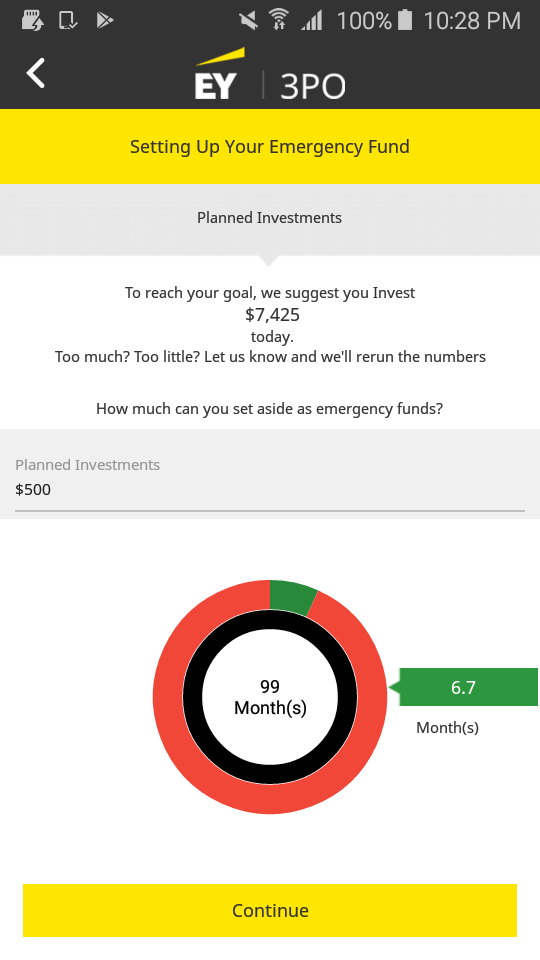 100% 10:28 PM
EY 3PO
Setting Up Your Emergency Fund
Planned Investments
To reach your goal, we suggest you Invest
$7,425
today.
Too much? Too little? Let us know and we'll rerun the numbers
How much can you set aside as emergency funds?
Planned Investments
$500
99
Month(s)
6.7
Month(s)
Continue